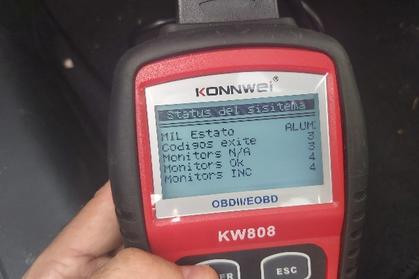 KONNWEI®
Status del sisitema
MIL Estato ALUM
Codigos exite 3
Monitors N/A 3
Monitors Ok 4
Monitors INC 4
OBDII/EOBD
KW808
ER
ESC